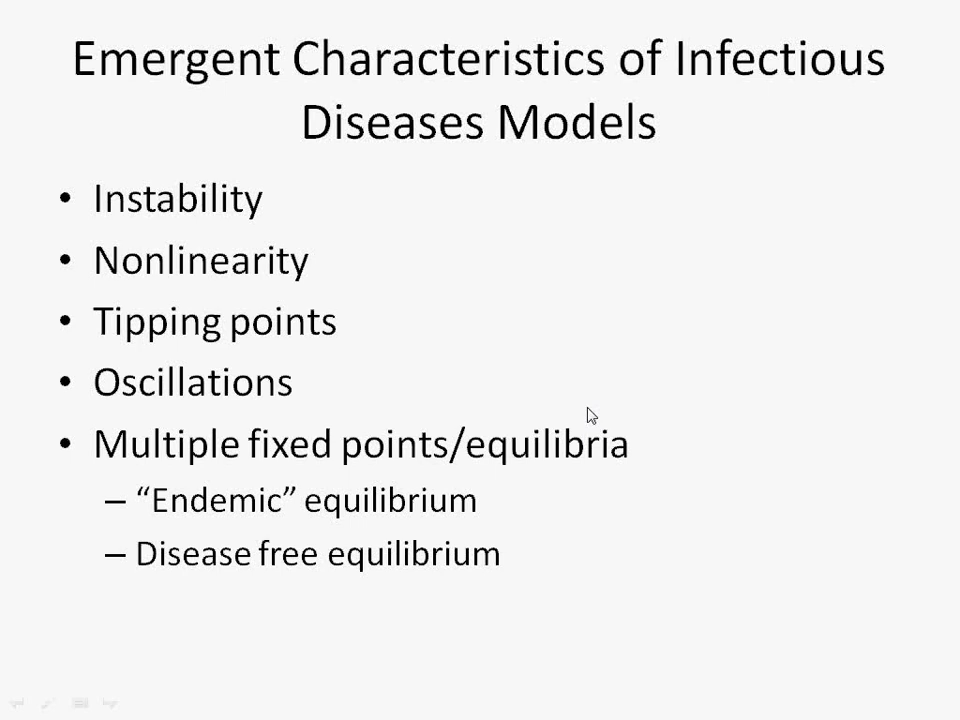 Emergent Characteristics of Infectious
Diseases Models
• Instability
• Nonlinearity
• Tipping points
• Oscillations
• Multiple fixed points/equilibria
– “Endemic” equilibrium
– Disease free equilibrium